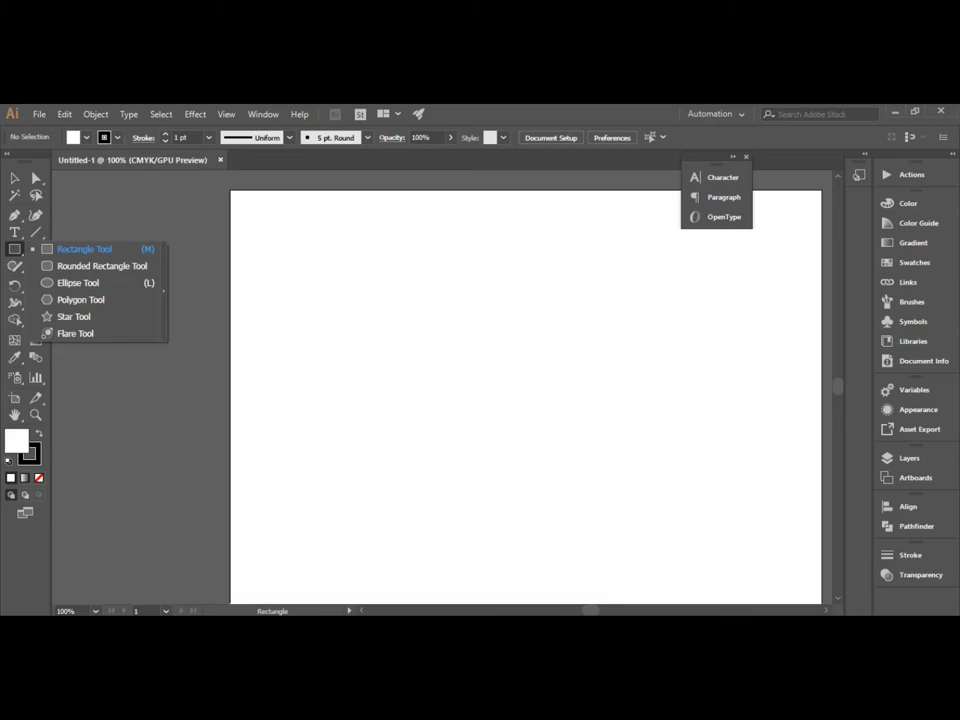 Ai File Edit Object Type Select Effect View Window Help Br St Automation Search Adobe Stock
No Selection Stroke: 1 pt Uniform 5 pt. Round Opacity: 100% Style: Document Setup Preferences
Untitled-1 @ 100% (CMYK/GPU Preview)
Rectangle Tool (M)
Rounded Rectangle Tool
Ellipse Tool (L)
Polygon Tool
Star Tool
Flare Tool
Character
Paragraph
OpenType
Actions
Color
Color Guide
Gradient
Swatches
Links
Brushes
Symbols
Libraries
Document Info
Variables
Appearance
Asset Export
Layers
Artboards
Align
Pathfinder
Stroke
Transparency
100% 1 Rectangle